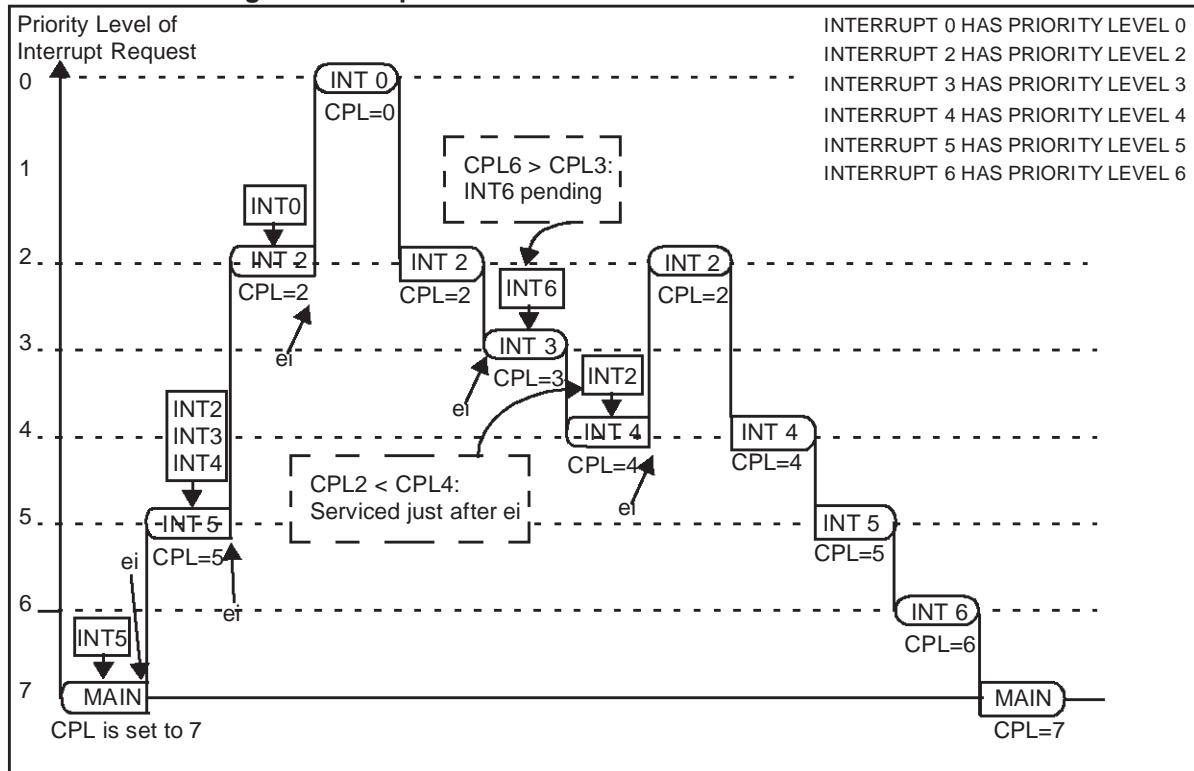 Priority Level of
Interrupt Request
INTERRUPT 0 HAS PRIORITY LEVEL 0
INTERRUPT 2 HAS PRIORITY LEVEL 2
INTERRUPT 3 HAS PRIORITY LEVEL 3
INTERRUPT 4 HAS PRIORITY LEVEL 4
INTERRUPT 5 HAS PRIORITY LEVEL 5
INTERRUPT 6 HAS PRIORITY LEVEL 6
0
INT 0
CPL=0
1
CPL6 > CPL3:
INT6 pending
INT0
2
INT 2
CPL=2
INT 2
CPL=2
INT6
INT 2
CPL=2
ei
3
INT 3
CPL=3
ei
INT2
INT2
INT3
INT4
4
INT 4
CPL=4
ei
INT 4
CPL=4
CPL2 < CPL4:
Serviced just after ei
5
INT 5
CPL=5
ei
ei
INT 5
CPL=5
6
INT5
INT 6
CPL=6
7
MAIN
CPL is set to 7
MAIN
CPL=7